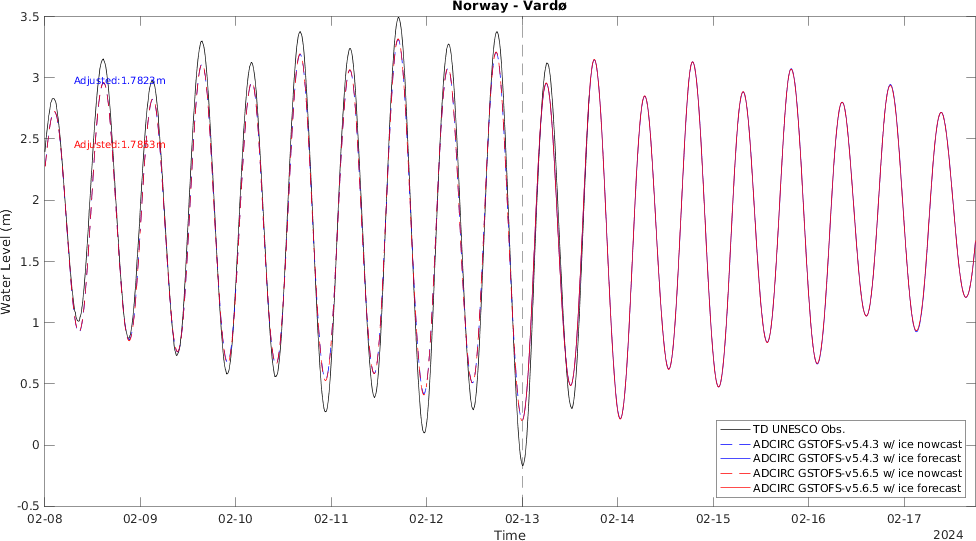 Norway - Vardø
3.5
3
2.5
2
1.5
1
0.5
0
-0.5
Water Level (m)
Adjusted:1.7823m
Adjusted:1.7853m
TD UNESCO Obs.
ADCIRC GSTOFS-v5.4.3 w/ ice nowcast
ADCIRC GSTOFS-v5.4.3 w/ ice forecast
ADCIRC GSTOFS-v5.6.5 w/ ice nowcast
ADCIRC GSTOFS-v5.6.5 w/ ice forecast
02-08 02-09 02-10 02-11 02-12 02-13 02-14 02-15 02-16 02-17
Time
2024